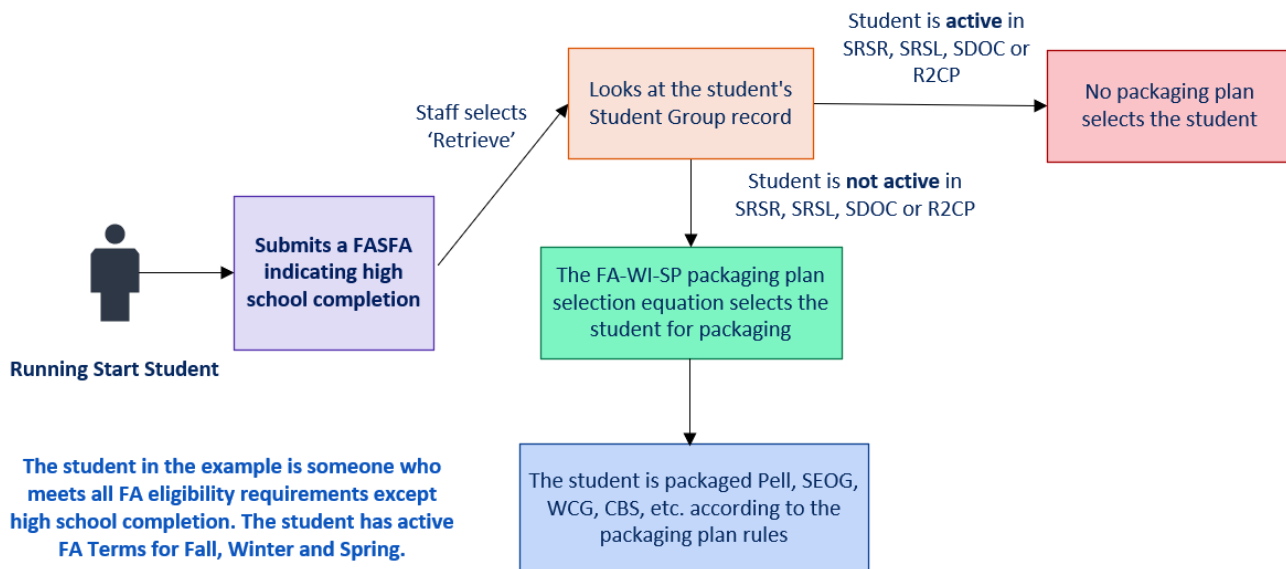 Running Start Student
Submits a FASFA
indicating high
school completion
Staff selects
‘Retrieve’
Looks at the student's
Student Group record
Student is active in
SRSR, SRSL, SDOC or
R2CP
No packaging plan
selects the student
Student is not active in
SRSR, SRSL, SDOC or R2CP
The FA-WI-SP packaging plan
selection equation selects the
student for packaging
The student is packaged Pell, SEOG,
WCG, CBS, etc. according to the
packaging plan rules
The student in the example is someone who
meets all FA eligibility requirements except
high school completion. The student has active
FA Terms for Fall, Winter and Spring.